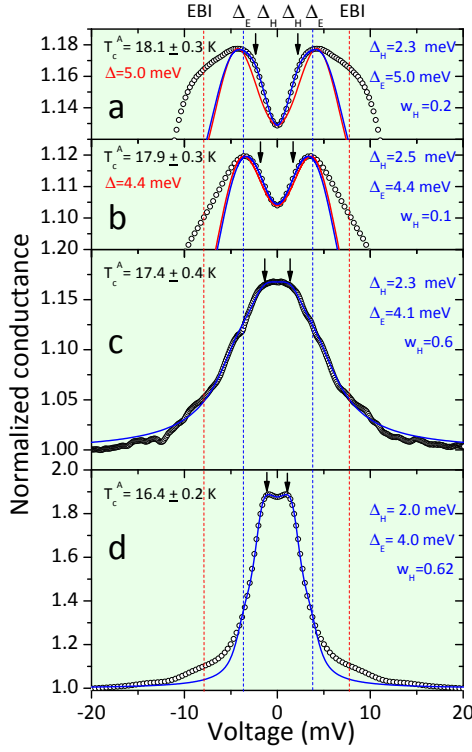 EBI Δ_E Δ_H Δ_H Δ_E EBI
1.18
1.16
1.14
T_c^A = 18.1 ± 0.3 K
Δ=5.0 meV
a
Δ_H=2.3 meV
Δ_E=5.0 meV
w_H=0.2
1.12
1.10
1.20
T_c^A = 17.9 ± 0.3 K
Δ=4.4 meV
b
Δ_H=2.5 meV
Δ_E=4.4 meV
w_H=0.1
1.15
1.10
1.05
1.00
T_c^A = 17.4 ± 0.4 K
c
Δ_H=2.3 meV
Δ_E=4.1 meV
w_H=0.6
2.0
1.8
1.6
1.4
1.2
1.0
T_c^A = 16.4 ± 0.2 K
d
Δ_H=2.0 meV
Δ_E=4.0 meV
w_H=0.62
-20 -10 0 10 20
Voltage (mV)
Normalized conductance